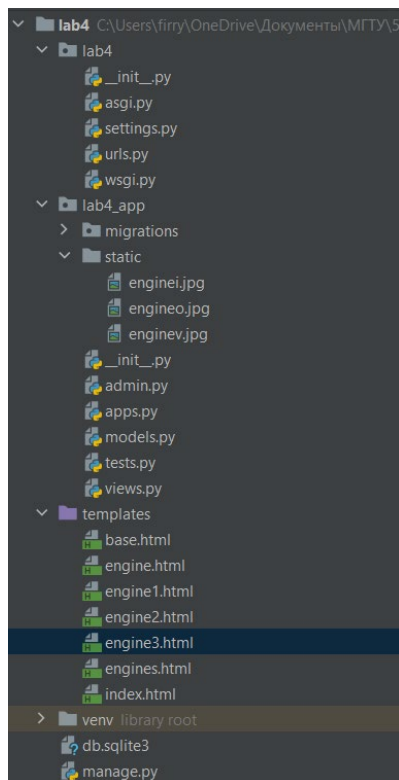 lab4 C:\Users\firry\OneDrive\Документы\МГТУ\5
lab4
__init__.py
asgi.py
settings.py
urls.py
wsgi.py
lab4_app
migrations
static
enginei.jpg
engineo.jpg
enginev.jpg
__init__.py
admin.py
apps.py
models.py
tests.py
views.py
templates
base.html
engine.html
engine1.html
engine2.html
engine3.html
engines.html
index.html
venv library root
db.sqlite3
manage.py